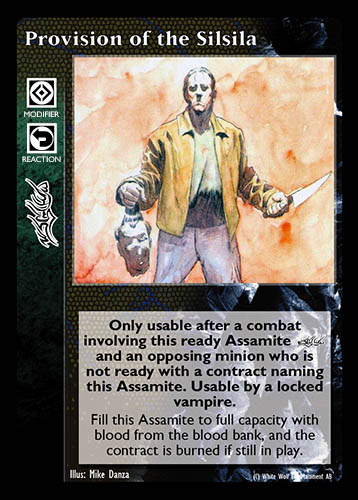 Provision of the Silsila
MODIFIER
REACTION
Only usable after a combat
involving this ready Assamite
and an opposing minion who is
not ready with a contract naming
this Assamite. Usable by a locked
vampire.
Fill this Assamite to full capacity with
blood from the blood bank, and the
contract is burned if still in play.
Illus: Mike Danza
(C) White Wolf Entertainment AB